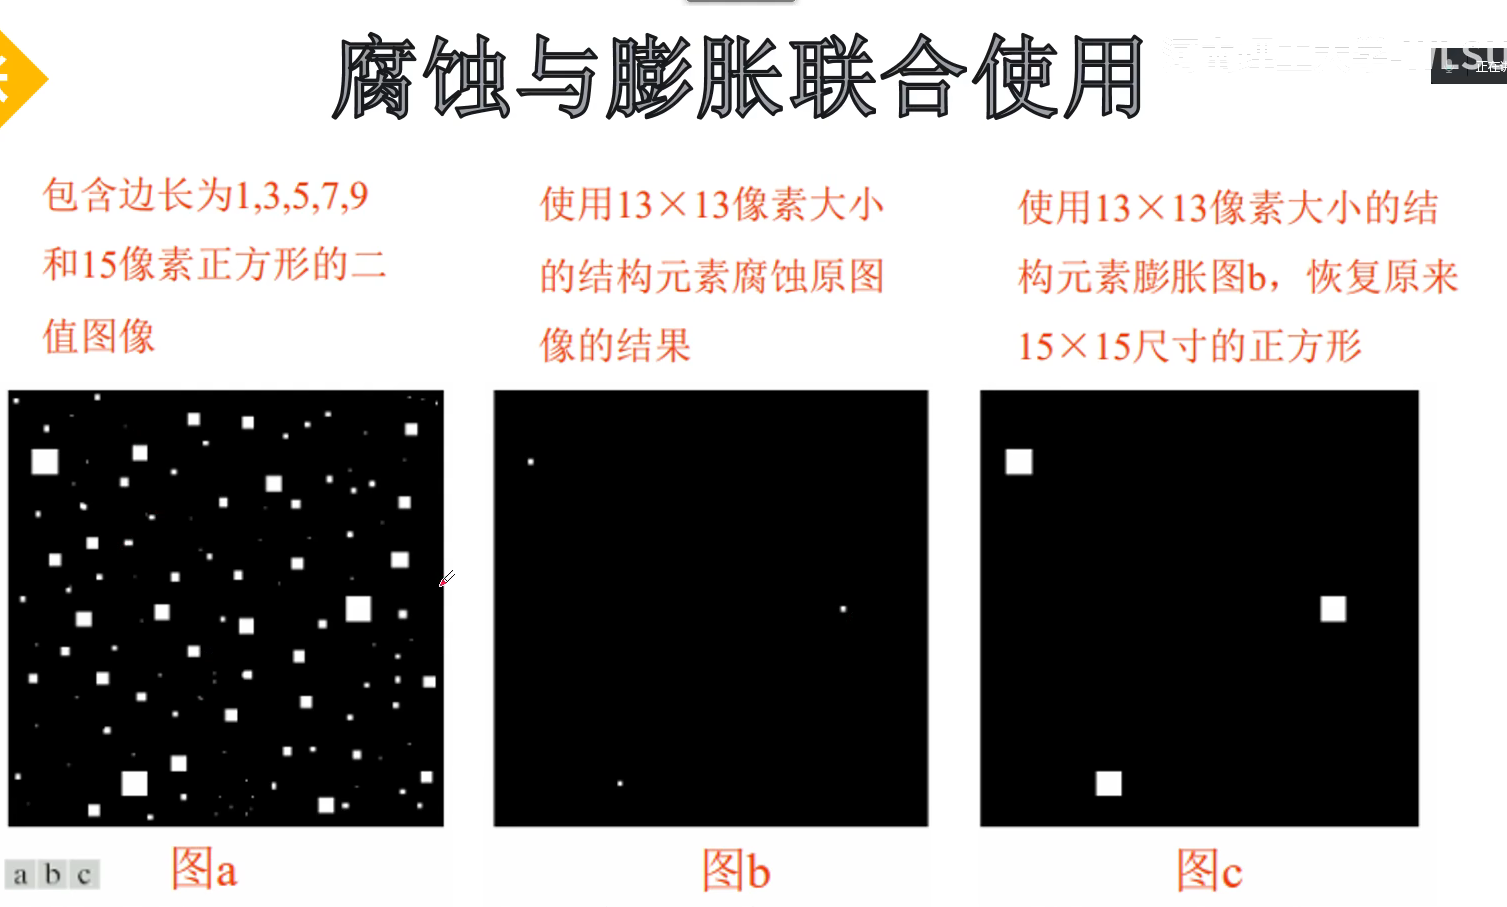 腐蚀与膨胀联合使用
正在讲
包含边长为1,3,5,7,9
和15像素正方形的二
值图像
使用13×13像素大小
的结构元素腐蚀原图
像的结果
使用13×13像素大小的结
构元素膨胀图b，恢复原来
15×15尺寸的正方形
a b c
图a
图b
图c